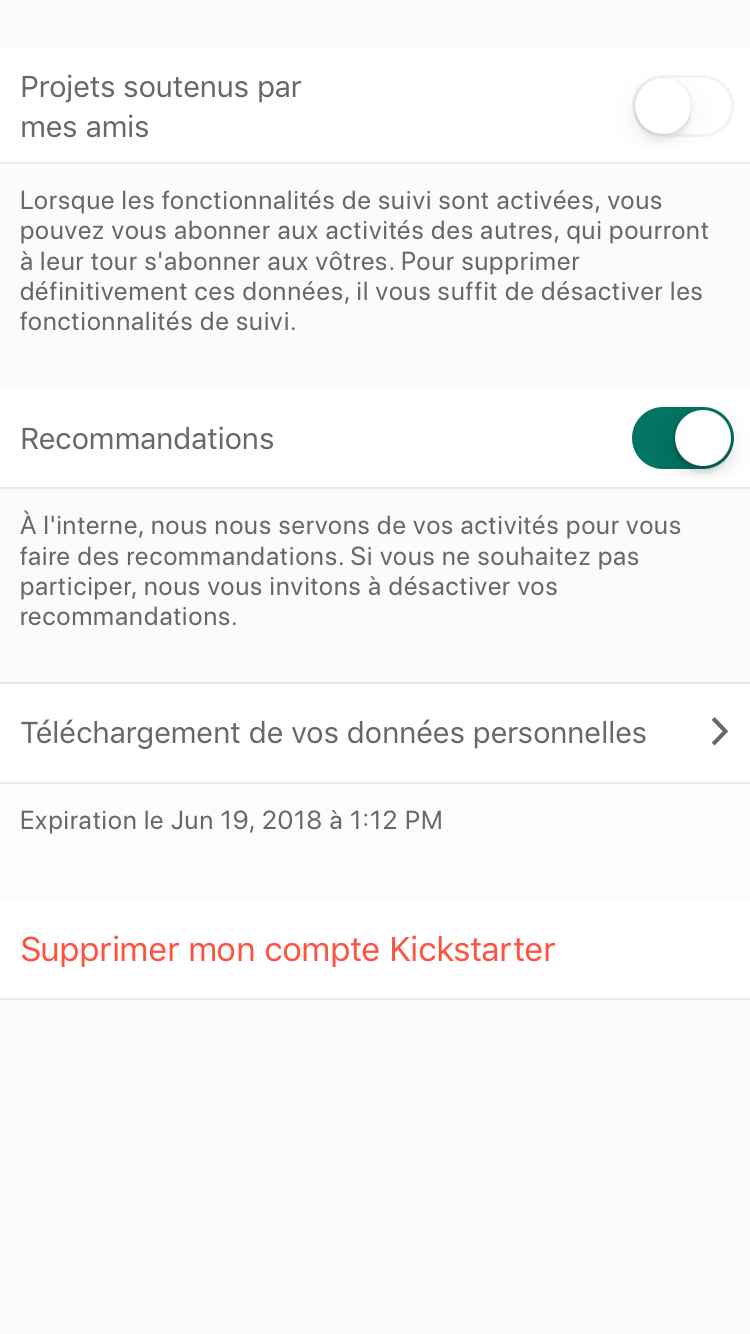 Projets soutenus par
mes amis
Lorsque les fonctionnalités de suivi sont activées, vous
pouvez vous abonner aux activités des autres, qui pourront
à leur tour s'abonner aux vôtres. Pour supprimer
définitivement ces données, il vous suffit de désactiver les
fonctionnalités de suivi.
Recommandations
À l'interne, nous nous servons de vos activités pour vous
faire des recommandations. Si vous ne souhaitez pas
participer, nous vous invitons à désactiver vos
recommandations.
Téléchargement de vos données personnelles
Expiration le Jun 19, 2018 à 1:12 PM
Supprimer mon compte Kickstarter